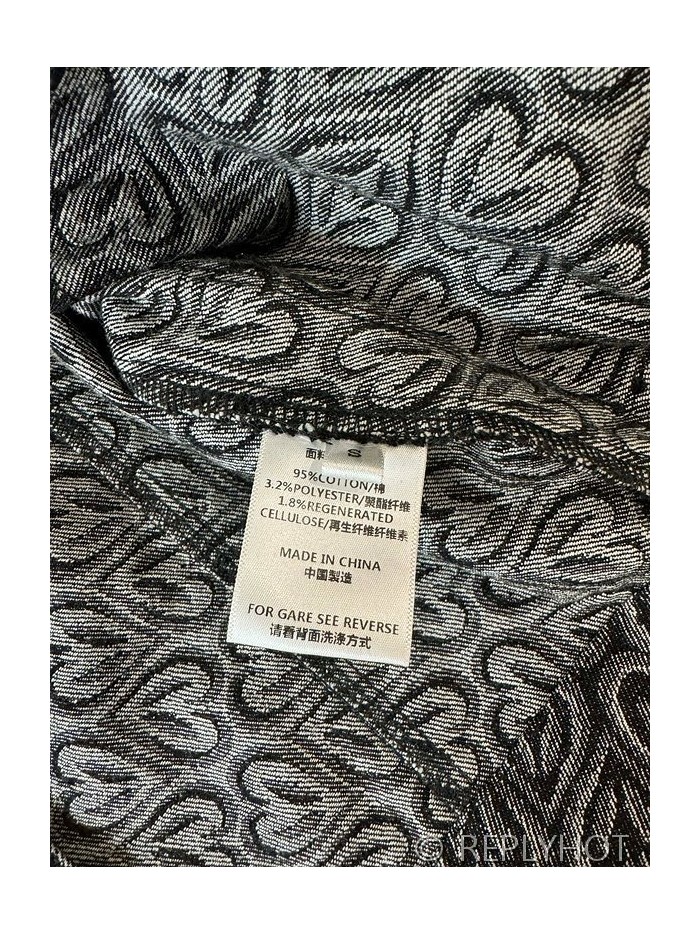 S
面料
95%COTTON/棉
3.2%POLYESTER/聚酯纤维
1.8%REGENERATED
CELLULOSE/再生纤维纤维素
MADE IN CHINA
中国製造
FOR GARE SEE REVERSE
请看背面洗涤方式
© REPLYHOT